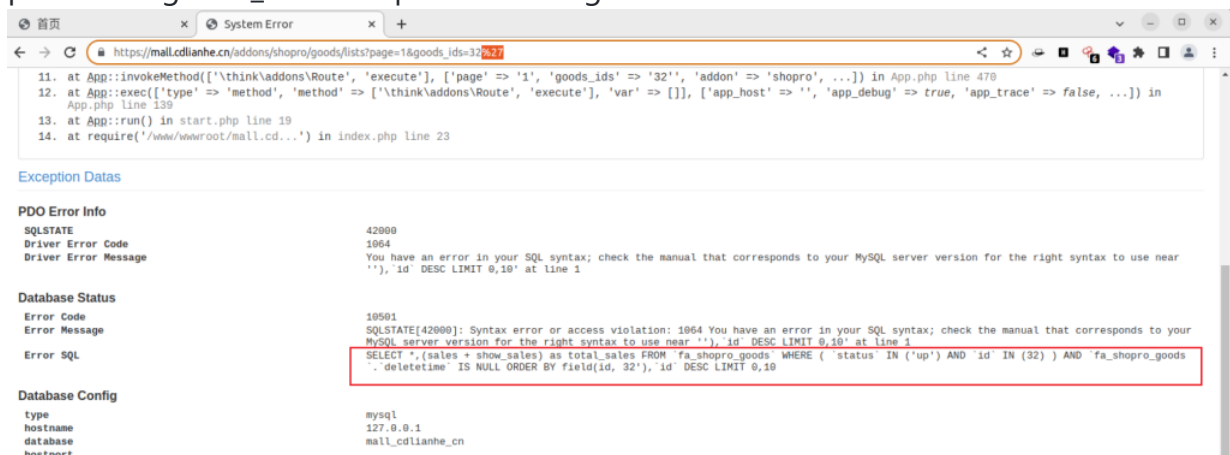 首页
System Error
https://mall.cdlianhe.cn/addons/shopro/goods/lists?page=1&goods_ids=32%27
11. at App::invokeMethod(['\think\addons\Route', 'execute'], ['page' => '1', 'goods_ids' => '32'', 'addon' => 'shopro', ...]) in App.php line 470
12. at App::exec(['type' => 'method', 'method' => ['\think\addons\Route', 'execute'], 'var' => []], ['app_host' => '', 'app_debug' => true, 'app_trace' => false, ...]) in
App.php line 139
13. at App::run() in start.php line 19
14. at require('/www/wwwroot/mall.cd...') in index.php line 23
Exception Datas
PDO Error Info
SQLSTATE 42000
Driver Error Code 1064
Driver Error Message You have an error in your SQL syntax; check the manual that corresponds to your MySQL server version for the right syntax to use near
''),`id` DESC LIMIT 0,10' at line 1
Database Status
Error Code 10501
Error Message SQLSTATE[42000]: Syntax error or access violation: 1064 You have an error in your SQL syntax; check the manual that corresponds to your
MySQL server version for the right syntax to use near ''),`id` DESC LIMIT 0,10' at line 1
Error SQL SELECT *,(sales + show_sales) as total_sales FROM `fa_shopro_goods` WHERE ( `status` IN ('up') AND `id` IN (32) ) AND `fa_shopro_goods
`.`deletetime` IS NULL ORDER BY field(id, 32'),`id` DESC LIMIT 0,10
Database Config
type mysql
hostname 127.0.0.1
database mall_cdlianhe_cn
hostport